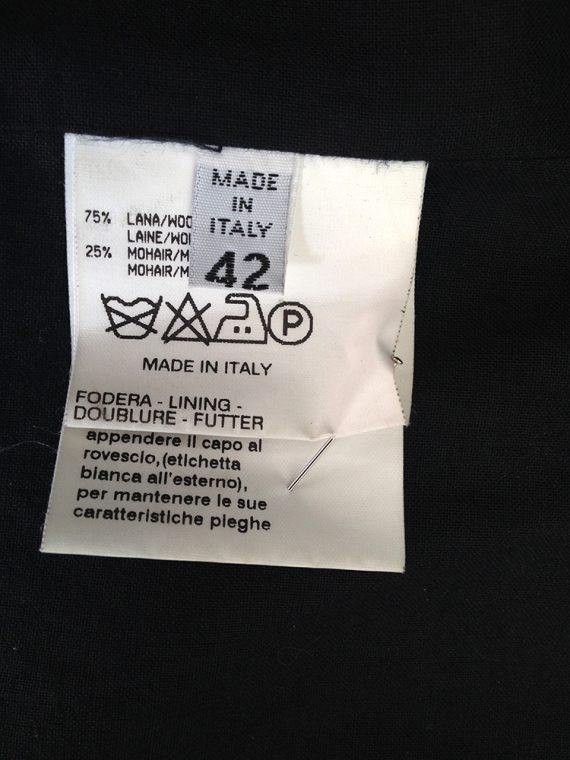 MADE
IN
ITALY
42
75% LANA/WOO
LAINE/WO
25% MOHAIR/M
MOHAIR/M
P
MADE IN ITALY
FODERA - LINING -
DOUBLURE - FUTTER
appendere il capo al
rovescio,(etichetta
bianca all'esterno),
per mantenere le sue
caratteristiche pieghe